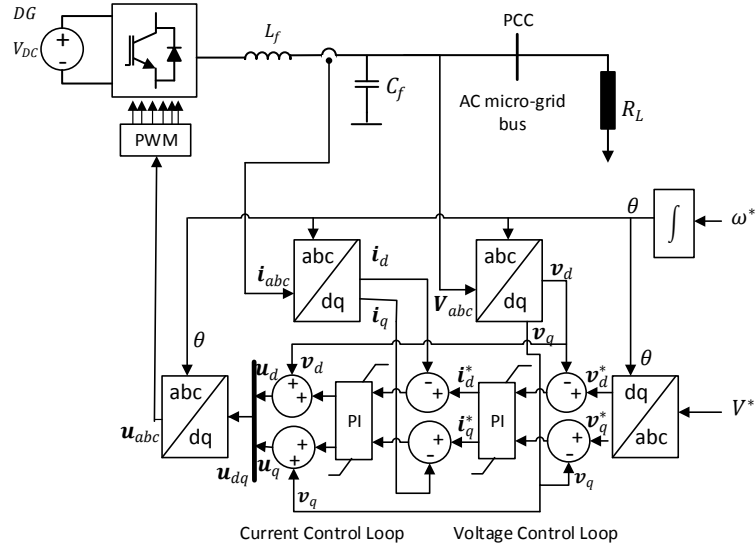 DG
V_DC
+
-
L_f
C_f
PCC
AC micro-grid
bus
R_L
PWM
θ
∫
ω*
abc
dq
i_abc
i_d
i_q
abc
dq
V_abc
v_d
v_q
θ
θ
abc
dq
u_abc
u_d
u_q
u_dq
v_d
+
+
+
+
v_q
PI
-
+
+
-
i_d*
i_q*
PI
-
+
+
-
v_d*
v_q*
v_q
dq
abc
V*
Current Control Loop
Voltage Control Loop